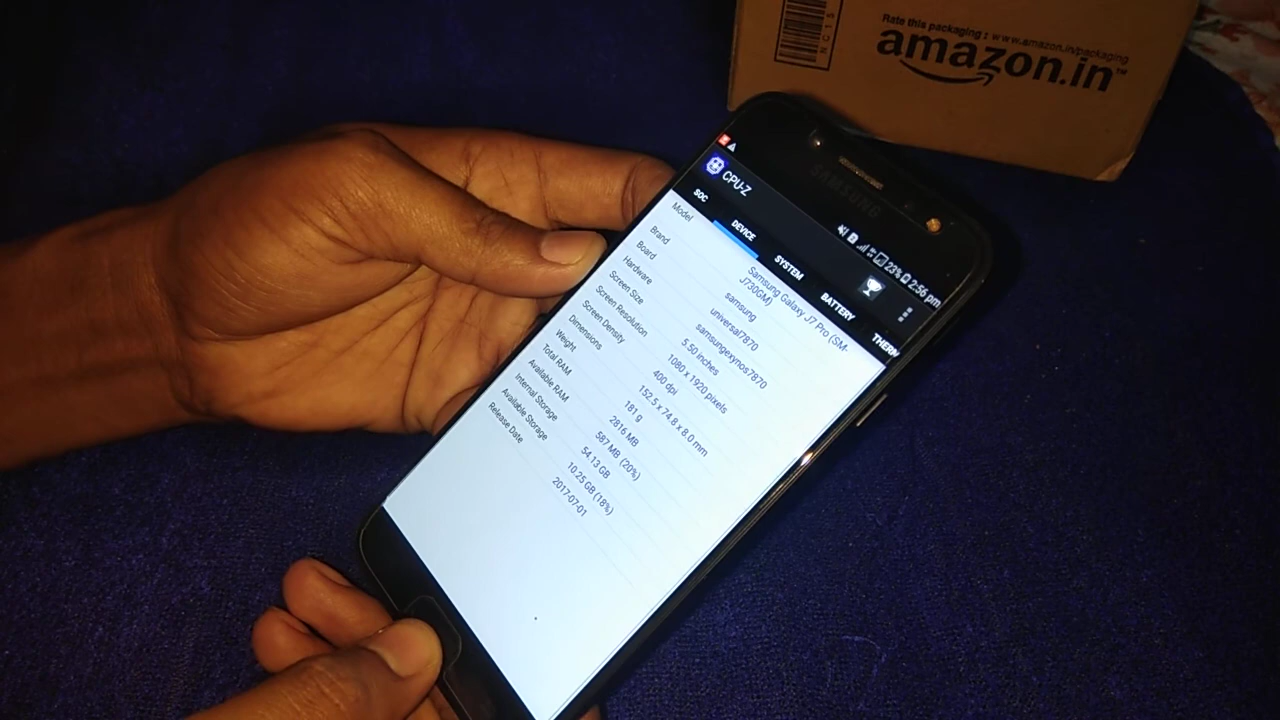 NC15
Rate this packaging : www.amazon.in/packaging
amazon.in™
SAMSUNG
23% 2:56 pm
CPU-Z
SOC DEVICE SYSTEM BATTERY THERM
Model Samsung Galaxy J7 Pro (SM-
J730GM)
Brand samsung
Board universal7870
Hardware samsungexynos7870
Screen Size 5.50 inches
Screen Resolution 1080 x 1920 pixels
Screen Density 400 dpi
Dimensions 152.5 x 74.8 x 8.0 mm
Weight 181 g
Total RAM 2816 MB
Available RAM 587 MB (20%)
Internal Storage 54.13 GB
Available Storage 10.25 GB (18%)
Release Date 2017-07-01